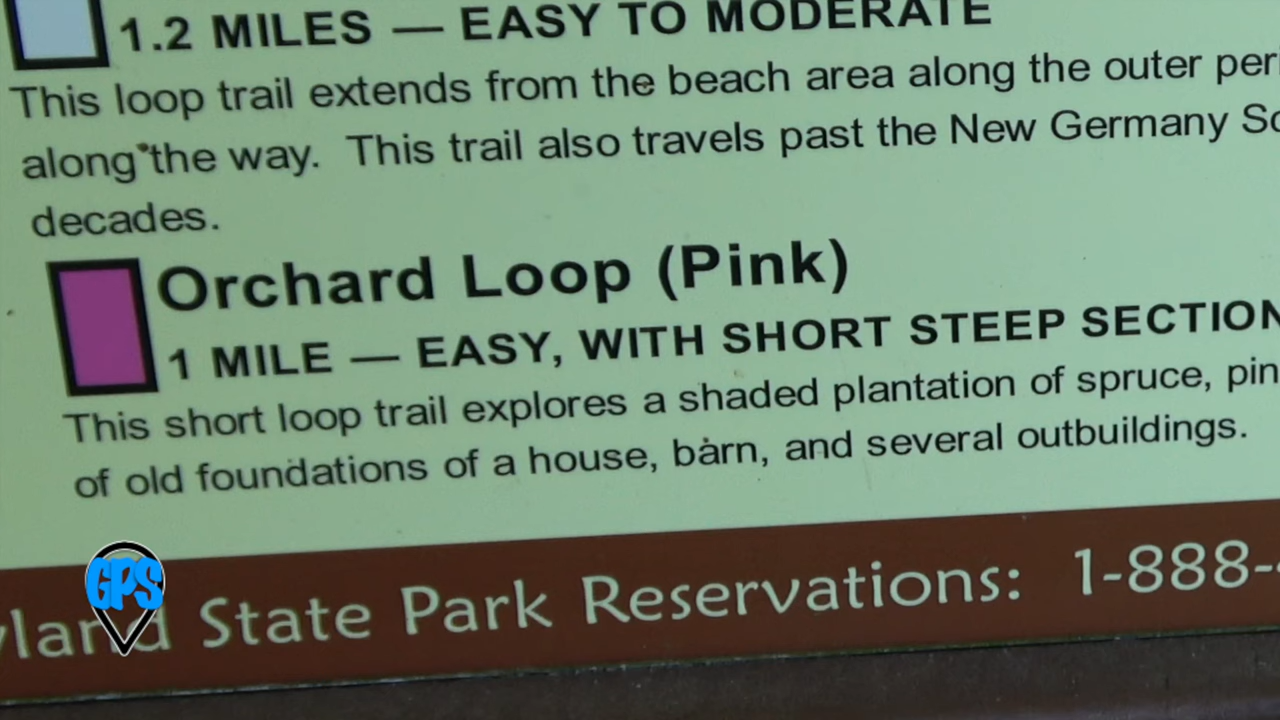 1.2 MILES — EASY TO MODERATE
This loop trail extends from the beach area along the outer
along the way. This trail also travels past the New Germany
decades.
Orchard Loop (Pink)
1 MILE — EASY, WITH SHORT STEEP SECTION
This short loop trail explores a shaded plantation of spruce,
of old foundations of a house, barn, and several outbuildings.
State Park Reservations: 1-888-
GPS